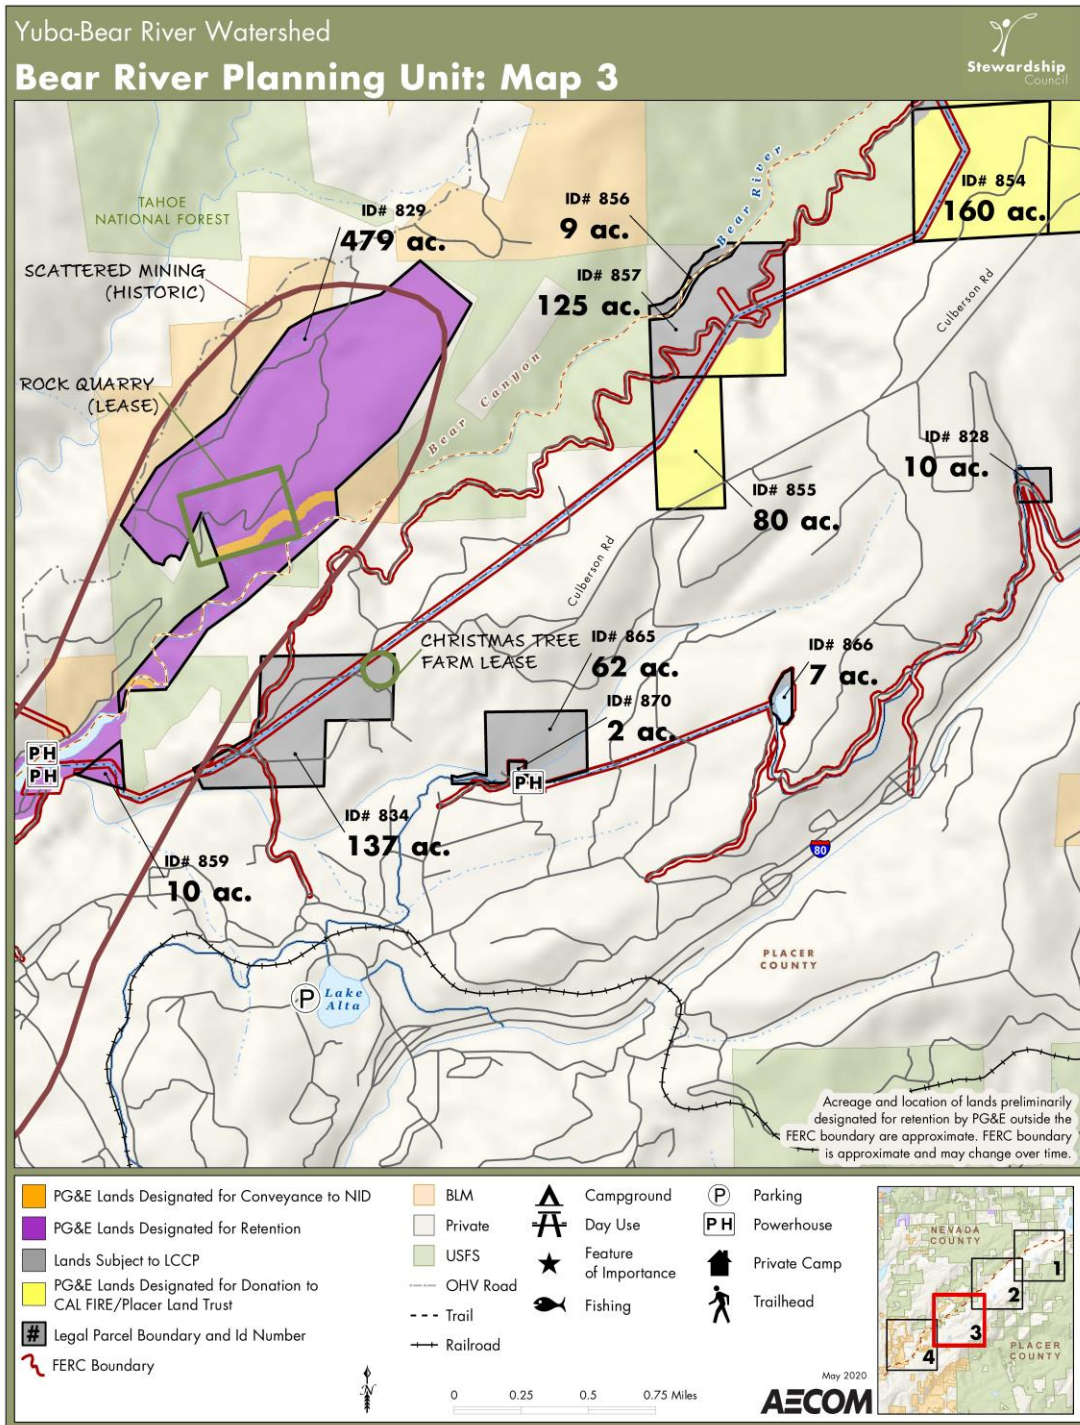 Yuba-Bear River Watershed
Bear River Planning Unit: Map 3
Stewardship
Council
TAHOE
NATIONAL FOREST
ID# 829
479 ac.
SCATTERED MINING
(HISTORIC)
ROCK QUARRY
(LEASE)
ID# 856
9 ac.
ID# 857
125 ac.
Bear River
ID# 854
160 ac.
Culberson Rd
Bear Canyon
ID# 828
10 ac.
ID# 855
80 ac.
Culberson Rd
CHRISTMAS TREE
FARM LEASE
ID# 865
62 ac.
ID# 870
2 ac.
ID# 866
7 ac.
PH
PH
PH
ID# 834
137 ac.
ID# 859
10 ac.
80
PLACER
COUNTY
P
Lake
Alta
Acreage and location of lands preliminarily
designated for retention by PG&E outside the
FERC boundary are approximate. FERC boundary
is approximate and may change over time.
PG&E Lands Designated for Conveyance to NID
PG&E Lands Designated for Retention
Lands Subject to LCCP
PG&E Lands Designated for Donation to
CAL FIRE/Placer Land Trust
# Legal Parcel Boundary and Id Number
FERC Boundary
BLM
Private
USFS
OHV Road
Trail
Railroad
Campground
Day Use
Feature
of Importance
Fishing
P Parking
PH Powerhouse
Private Camp
Trailhead
N
0 0.25 0.5 0.75 Miles
May 2020
AECOM
NEVADA
COUNTY
1
2
3
4
PLACER
COUNTY